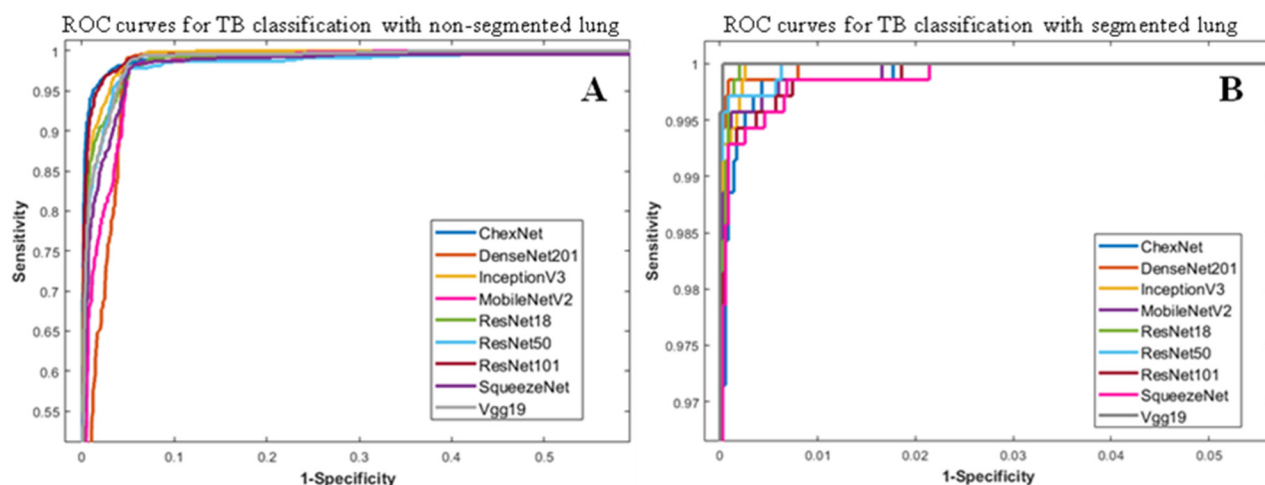 ROC curves for TB classification with non-segmented lung
1
0.95
0.9
0.85
0.8
0.75
0.7
0.65
0.6
0.55
Sensitivity
A
ChexNet
DenseNet201
InceptionV3
MobileNetV2
ResNet18
ResNet50
ResNet101
SqueezeNet
Vgg19
0 0.1 0.2 0.3 0.4 0.5
1-Specificity
ROC curves for TB classification with segmented lung
1
0.995
0.99
0.985
0.98
0.975
0.97
Sensitivity
B
ChexNet
DenseNet201
InceptionV3
MobileNetV2
ResNet18
ResNet50
ResNet101
SqueezeNet
Vgg19
0 0.01 0.02 0.03 0.04 0.05
1-Specificity